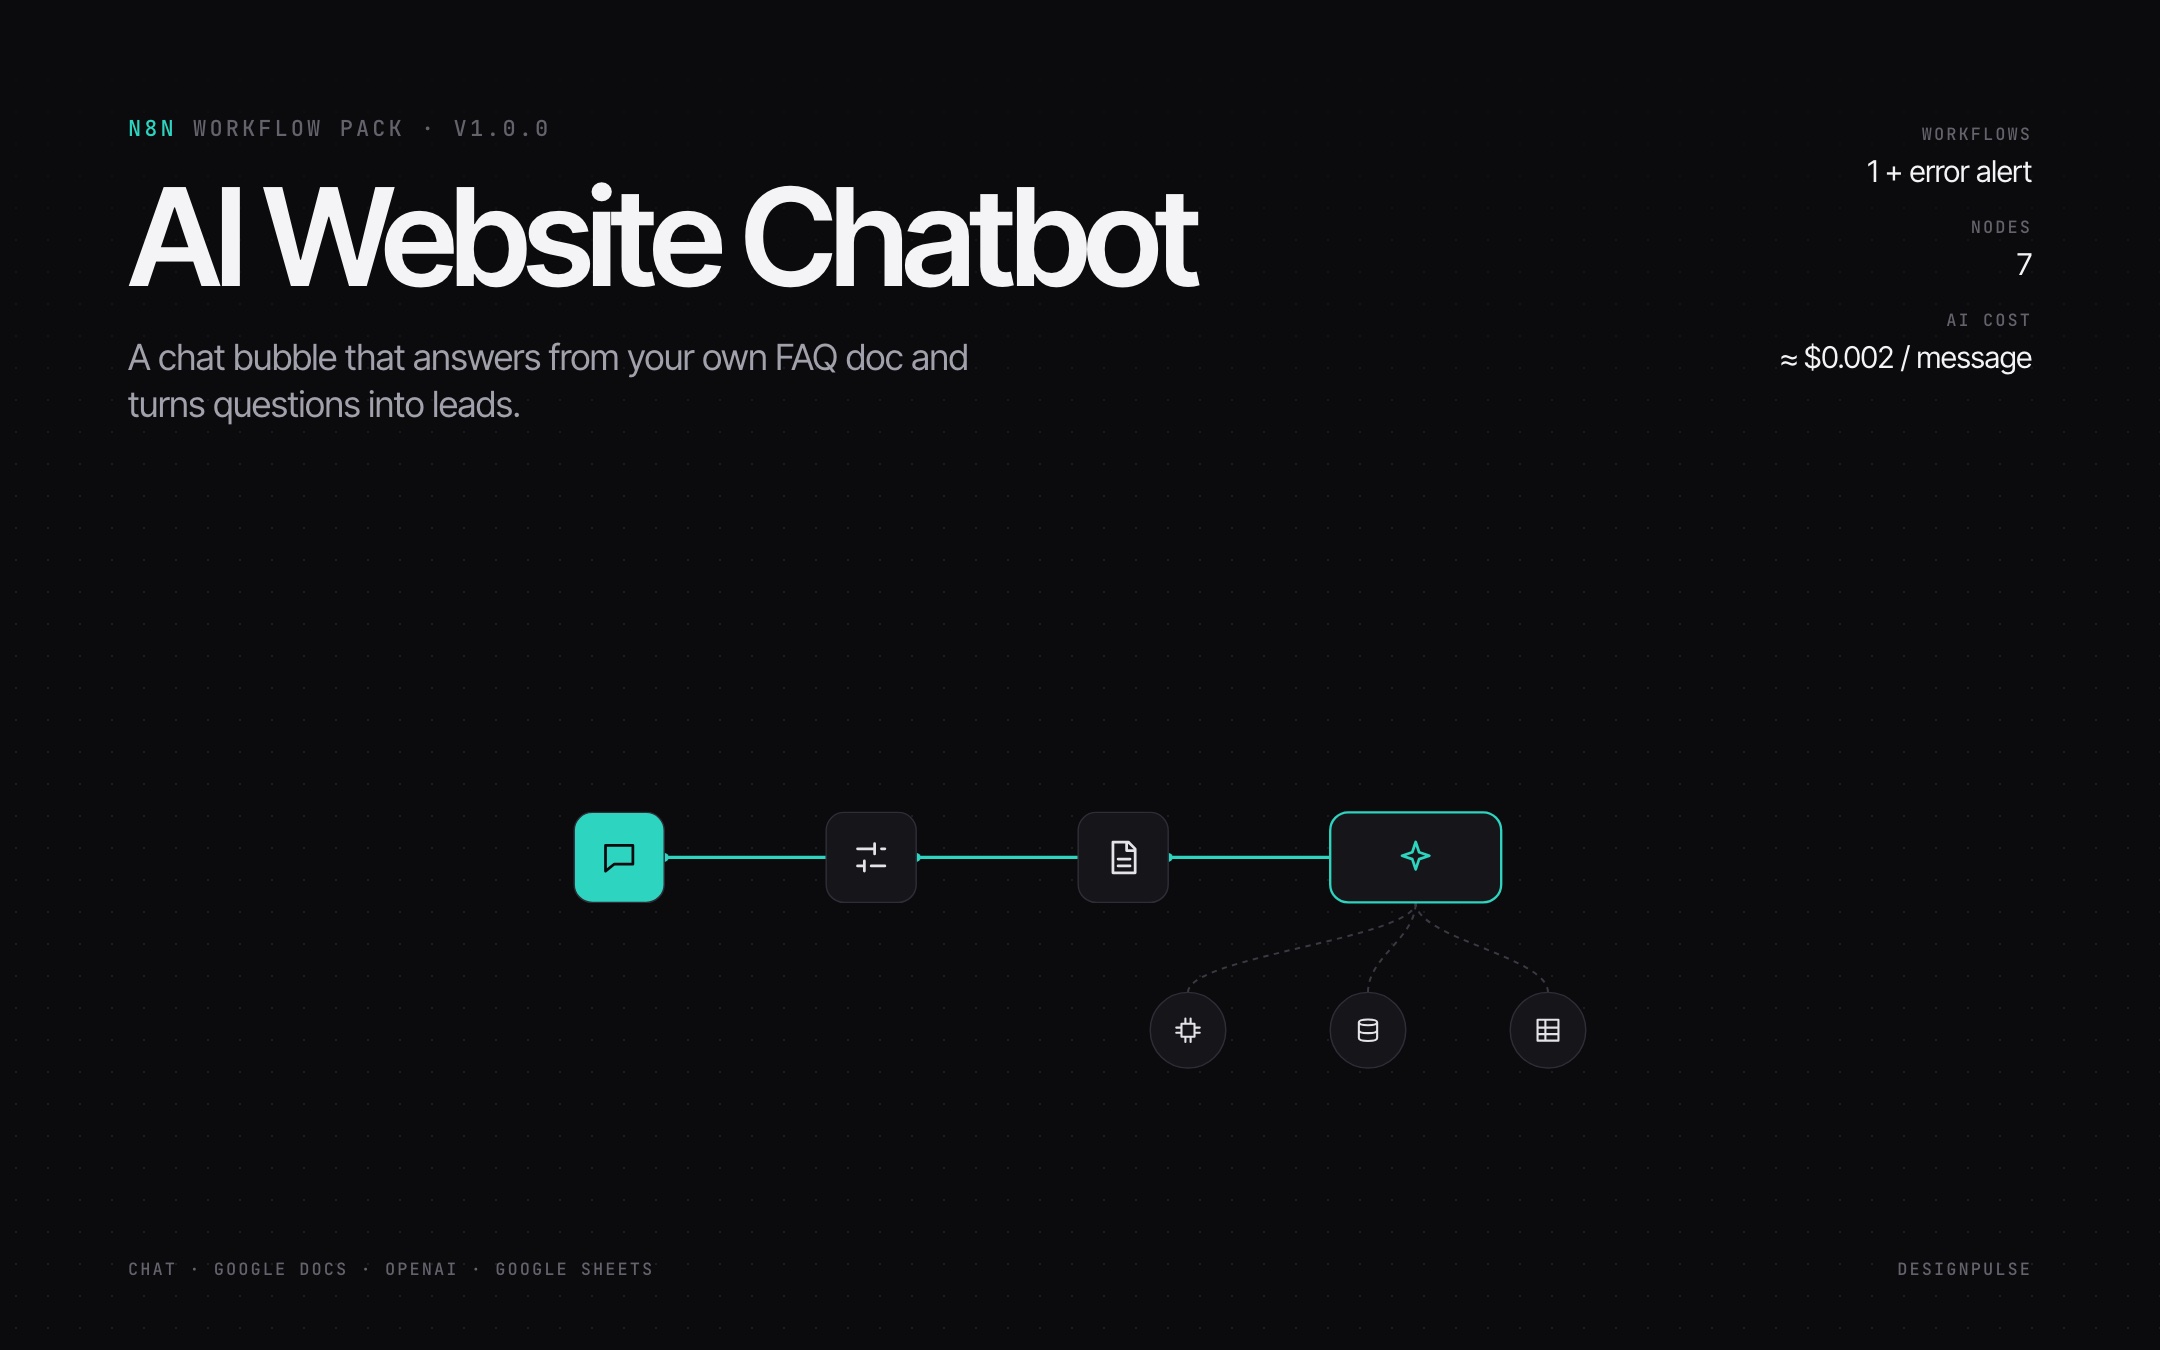 N8N WORKFLOW PACK · V1.0.0
AI Website Chatbot
A chat bubble that answers from your own FAQ doc and
turns questions into leads.
WORKFLOWS
1 + error alert
NODES
7
AI COST
≈ $0.002 / message
CHAT · GOOGLE DOCS · OPENAI · GOOGLE SHEETS
DESIGNPULSE